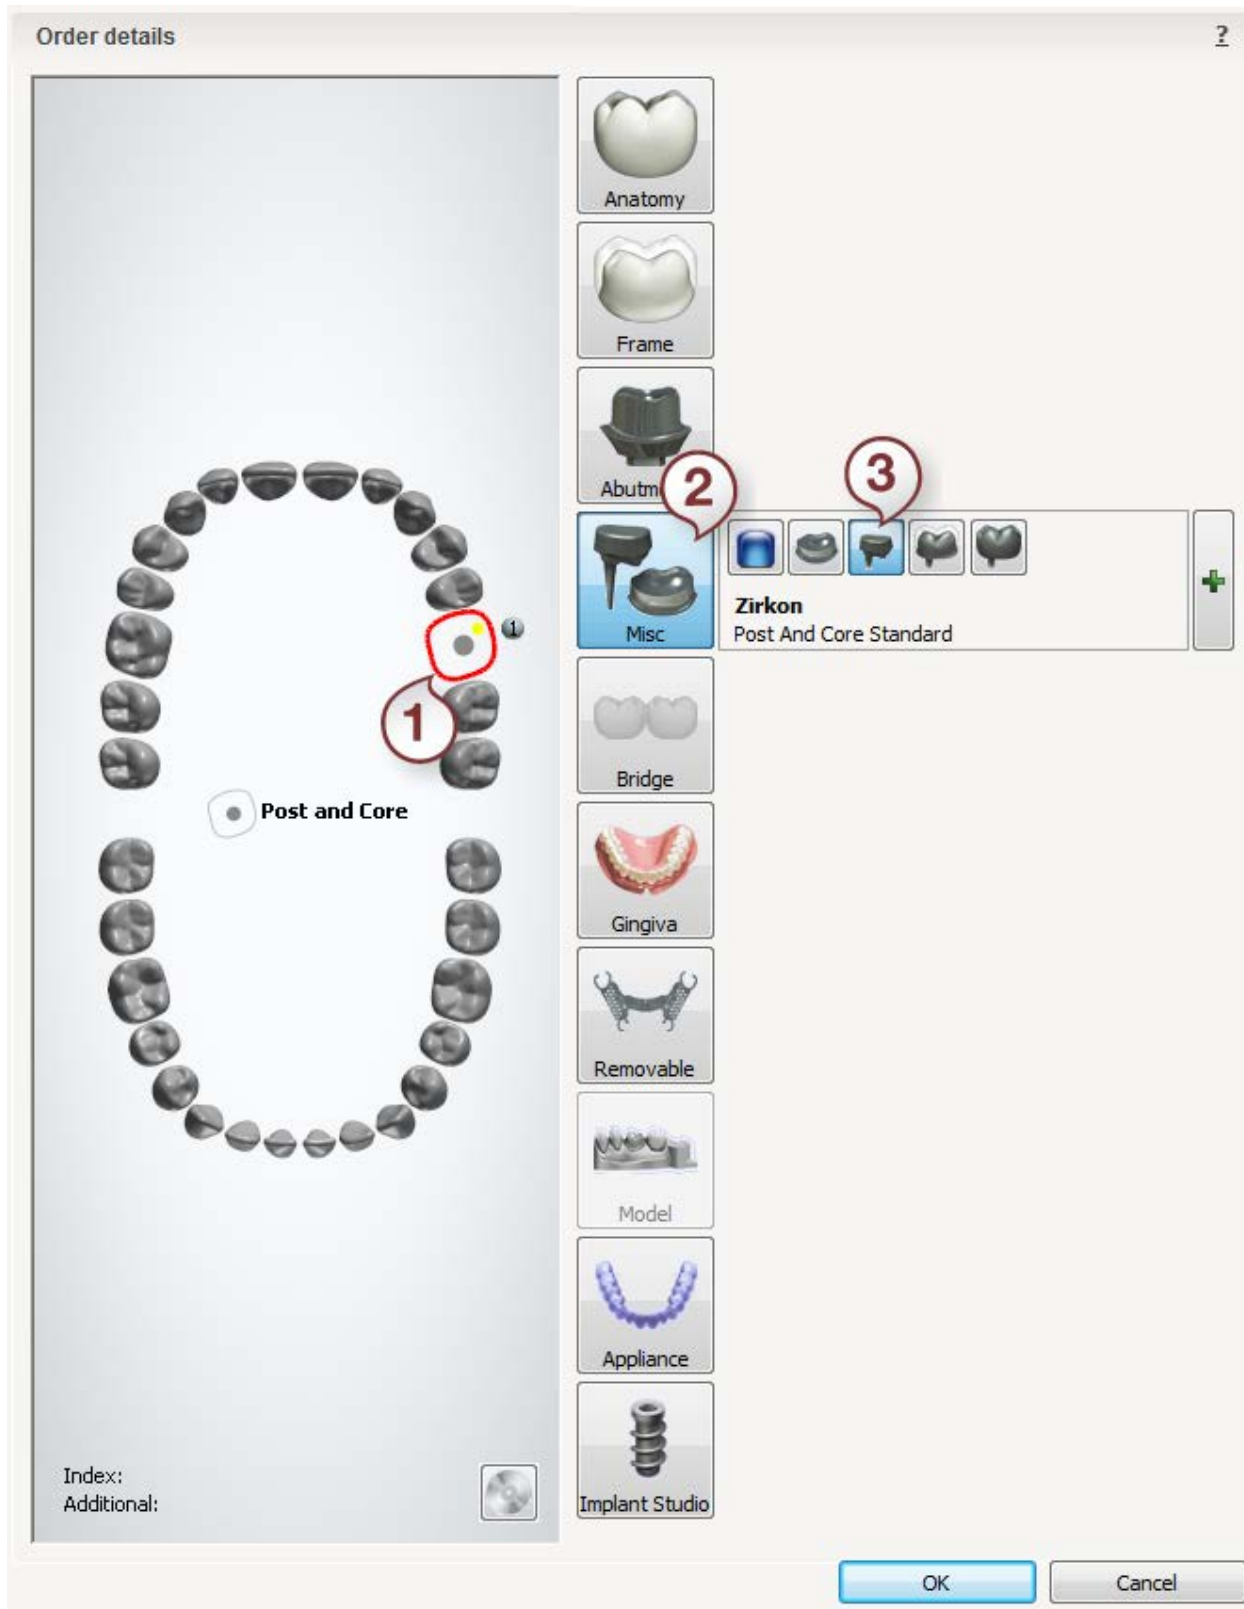 Order details
?
Anatomy
Frame
Abutm
2
3
Misc
Zirkon
Post And Core Standard
1
1
Bridge
Post and Core
Gingiva
Removable
Model
Appliance
Implant Studio
Index:
Additional:
OK
Cancel